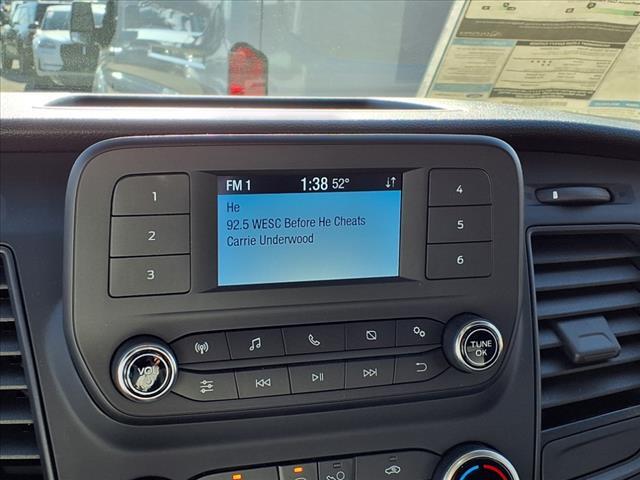 FM 1 1:38 52°
He
92.5 WESC Before He Cheats
Carrie Underwood
1
2
3
4
5
6
VOL
TUNE
OK